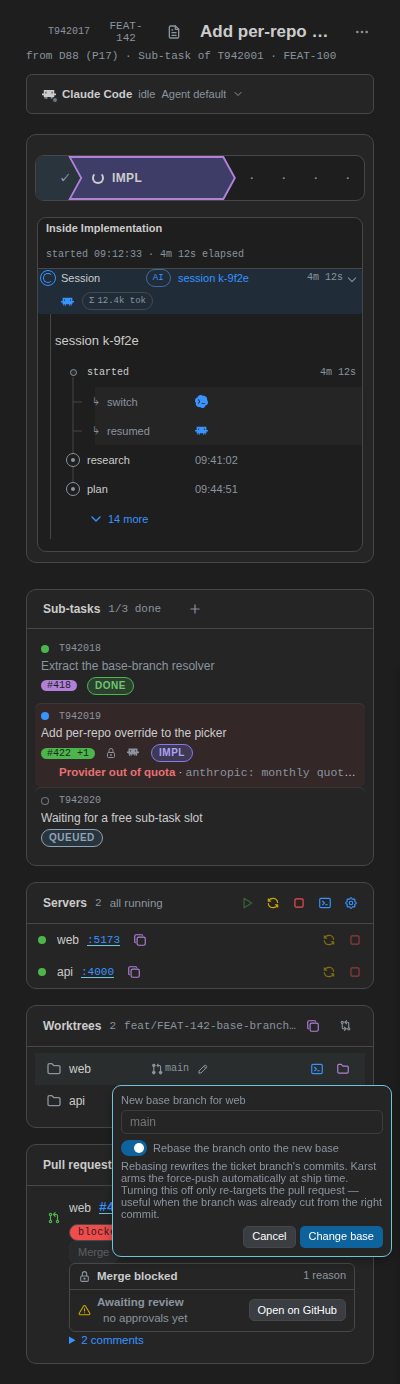 T942017
FEAT-142
Add per-repo …
from D88 (P17) · Sub-task of T942001 · FEAT-100
Claude Code idle Agent default
✓ IMPL
Inside Implementation
started 09:12:33 · 4m 12s elapsed
Session AI session k-9f2e 4m 12s
Σ 12.4k tok
session k-9f2e
started 4m 12s
↳ switch
↳ resumed
research 09:41:02
plan 09:44:51
14 more
Sub-tasks 1/3 done +
T942018
Extract the base-branch resolver
#418 DONE
T942019
Add per-repo override to the picker
#422 +1 IMPL
Provider out of quota · anthropic: monthly quot…
T942020
Waiting for a free sub-task slot
QUEUED
Servers 2 all running
web :5173
api :4000
Worktrees 2 feat/FEAT-142-base-branch…
web main
api
New base branch for web
main
Rebase the branch onto the new base
Rebasing rewrites the ticket branch's commits. Karst
arms the force-push automatically at ship time.
Turning this off only re-targets the pull request —
useful when the branch was already cut from the right
commit.
Cancel Change base
Pull request
web #4
Merge
Merge blocked 1 reason
Awaiting review
no approvals yet
Open on GitHub
2 comments